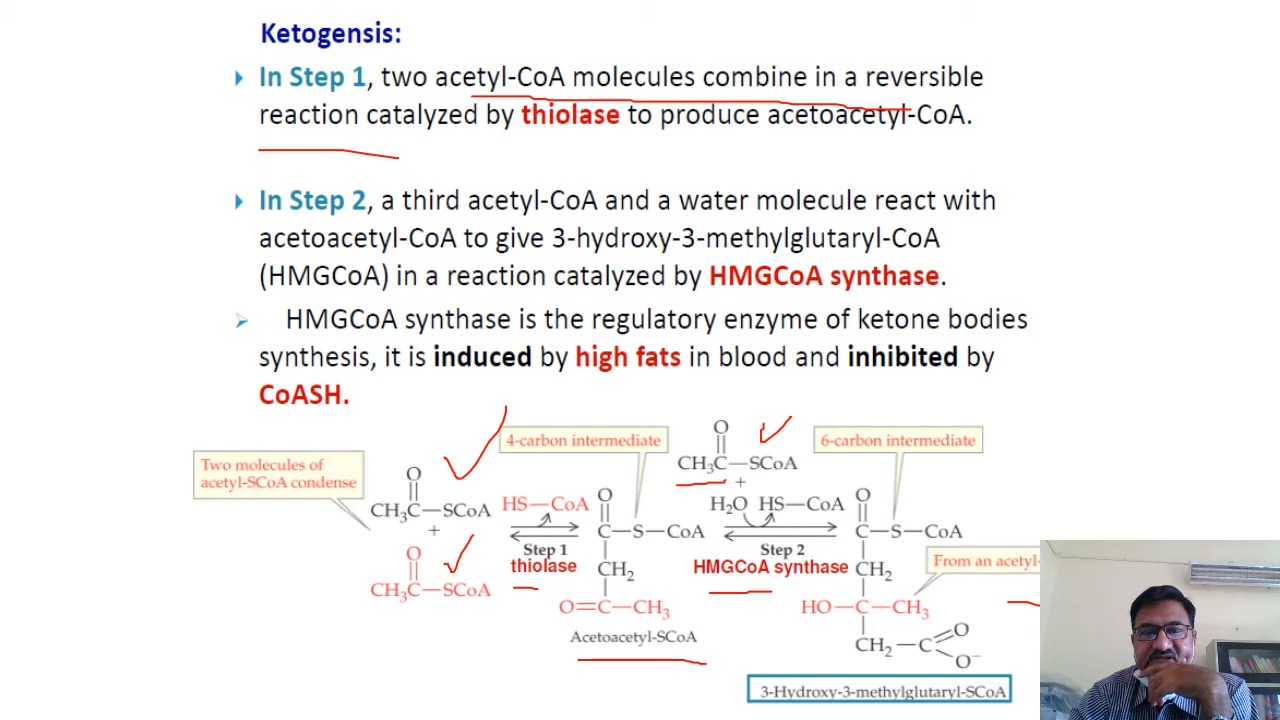 Ketogensis:
In Step 1, two acetyl-CoA molecules combine in a reversible
reaction catalyzed by thiolase to produce acetoacetyl-CoA.
In Step 2, a third acetyl-CoA and a water molecule react with
acetoacetyl-CoA to give 3-hydroxy-3-methylglutaryl-CoA
(HMGCoA) in a reaction catalyzed by HMGCoA synthase.
HMGCoA synthase is the regulatory enzyme of ketone bodies
synthesis, it is induced by high fats in blood and inhibited by
CoASH.
Two molecules of
acetyl-SCoA condense
O
CH3C—SCoA
+
O
CH3C—SCoA
HS—CoA
Step 1
thiolase
4-carbon intermediate
O
C—S—CoA
CH2
O=C—CH3
Acetoacetyl-SCoA
O
CH3C—SCoA
+
H2O HS—CoA
Step 2
HMGCoA synthase
6-carbon intermediate
O
C—S—CoA
CH2
From an acetyl-
HO—C—CH3
CH2—C
O
O−
3-Hydroxy-3-methylglutaryl-SCoA